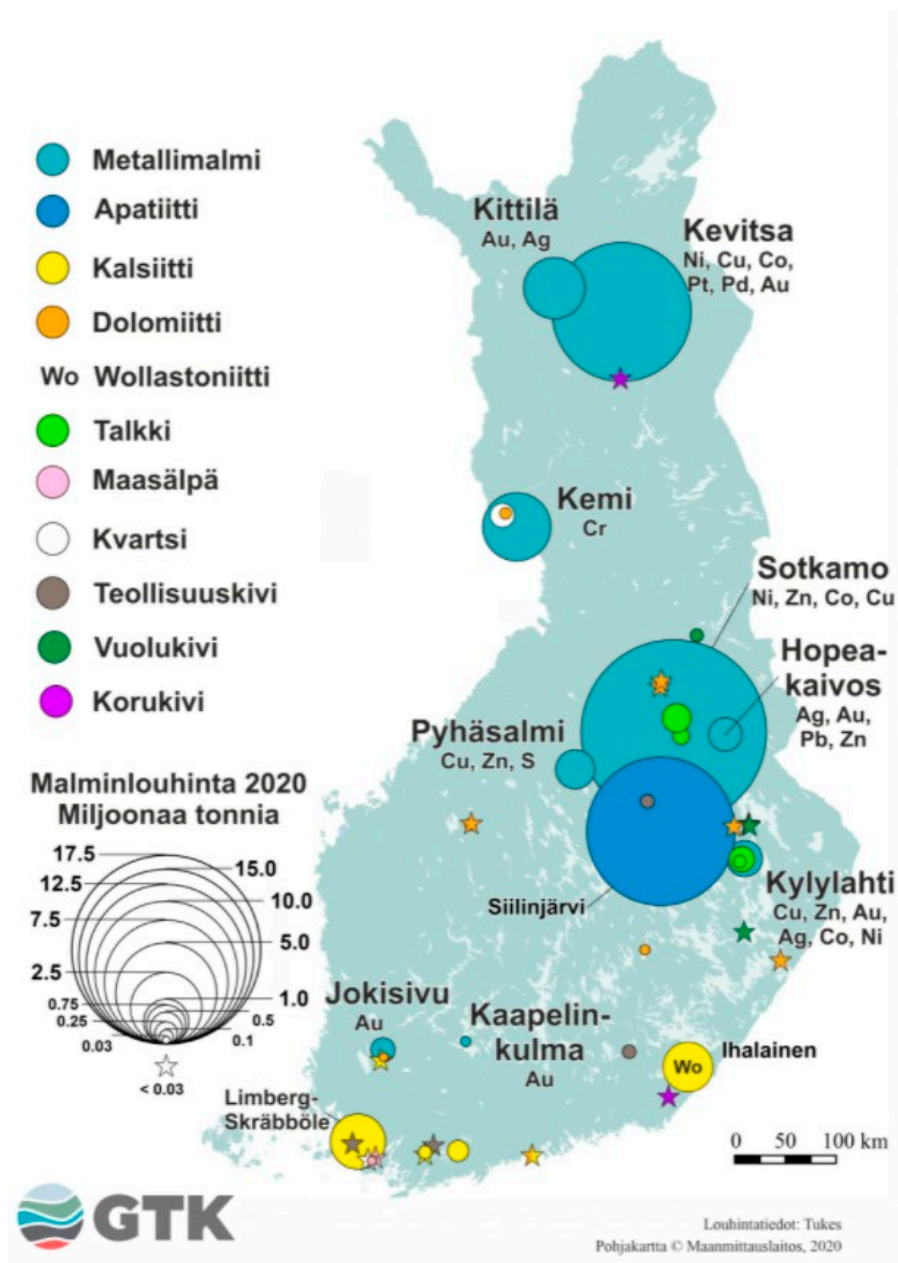 Metallimalmi
Apatiitti
Kalsiitti
Dolomiitti
Wo Wollastoniitti
Talkki
Maasälpä
Kvartsi
Teollisuuskivi
Vuolukivi
Korukivi
Malminlouhinta 2020
Miljoonaa tonnia
17.5
15.0
12.5
10.0
7.5
5.0
2.5
1.0
0.75
0.5
0.25
0.1
0.03
< 0.03
Kittilä
Au, Ag
Kevitsa
Ni, Cu, Co,
Pt, Pd, Au
Kemi
Cr
Sotkamo
Ni, Zn, Co, Cu
Hopea-
kaivos
Ag, Au,
Pb, Zn
Pyhäsalmi
Cu, Zn, S
Siilinjärvi
Kylylahti
Cu, Zn, Au,
Ag, Co, Ni
Jokisivu
Au
Kaapelin-
kulma
Au
Wo
Ihalainen
Limberg-
Skräbböle
0 50 100 km
GTK
Louhintatiedot: Tukes
Pohjakartta © Maanmittauslaitos, 2020